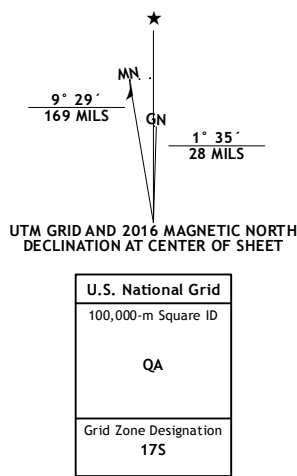 ★
MN
GN
9° 29´
169 MILS
1° 35´
28 MILS
UTM GRID AND 2016 MAGNETIC NORTH
DECLINATION AT CENTER OF SHEET
U.S. National Grid
100,000-m Square ID
QA
Grid Zone Designation
17S